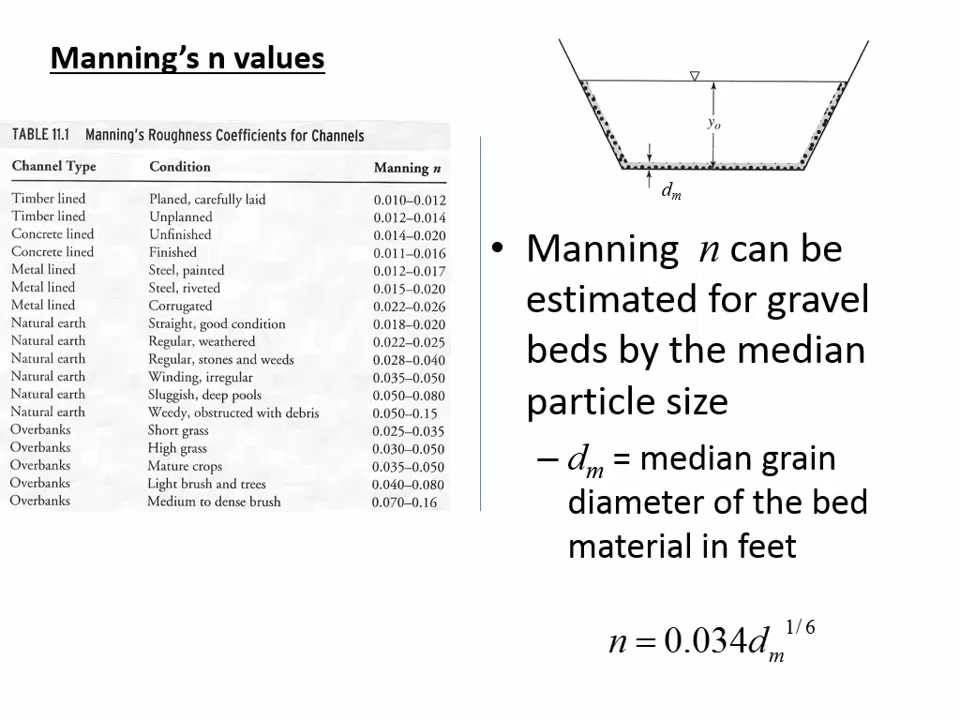 Manning’s n values
TABLE 11.1 Manning's Roughness Coefficients for Channels
Channel Type Condition Manning n
Timber lined Planed, carefully laid 0.010–0.012
Timber lined Unplanned 0.012–0.014
Concrete lined Unfinished 0.014–0.020
Concrete lined Finished 0.011–0.016
Metal lined Steel, painted 0.012–0.017
Metal lined Steel, riveted 0.015–0.020
Metal lined Corrugated 0.022–0.026
Natural earth Straight, good condition 0.018–0.020
Natural earth Regular, weathered 0.022–0.025
Natural earth Regular, stones and weeds 0.028–0.040
Natural earth Winding, irregular 0.035–0.050
Natural earth Sluggish, deep pools 0.050–0.080
Natural earth Weedy, obstructed with debris 0.050–0.15
Overbanks Short grass 0.025–0.035
Overbanks High grass 0.030–0.050
Overbanks Mature crops 0.035–0.050
Overbanks Light brush and trees 0.040–0.080
Overbanks Medium to dense brush 0.070–0.16
yₒ
dₘ
• Manning n can be
estimated for gravel
beds by the median
particle size
– dₘ = median grain
diameter of the bed
material in feet
n = 0.034dₘ^1/6